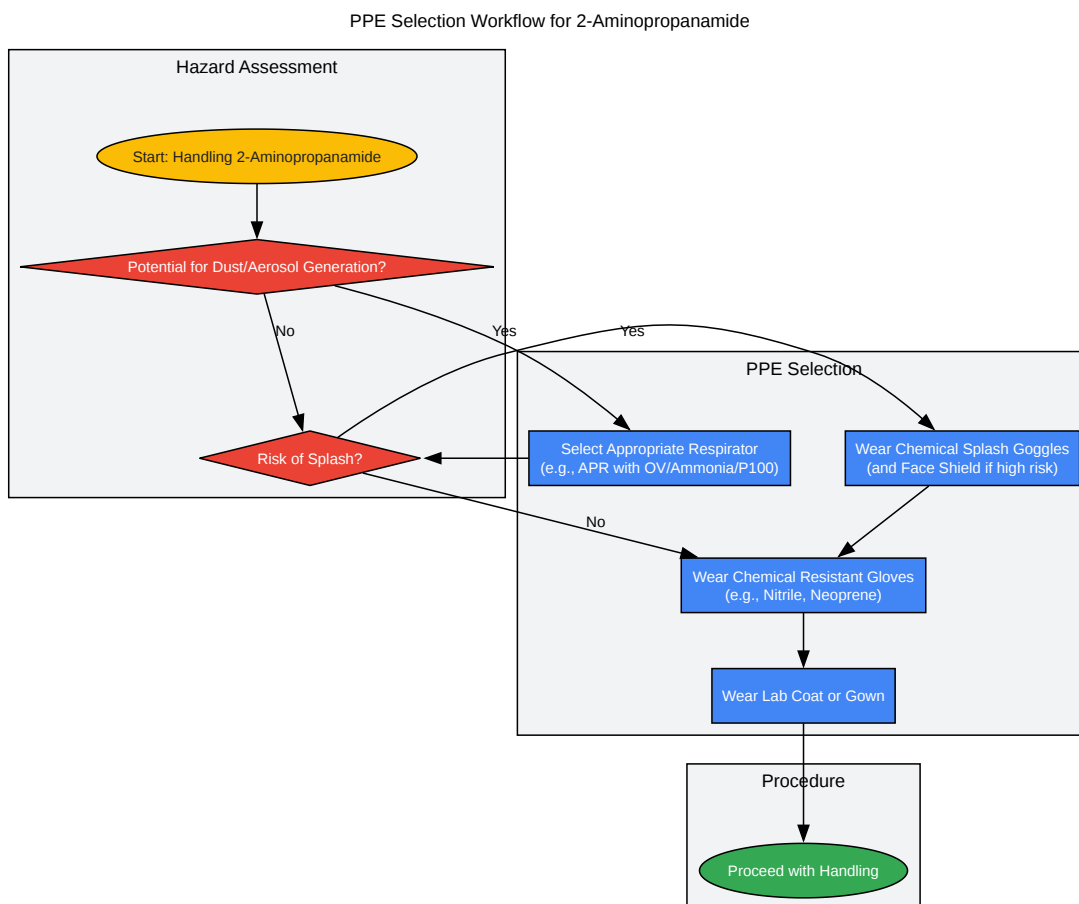 PPE Selection Workflow for 2-Aminopropanamide
Hazard Assessment
Start: Handling 2-Aminopropanamide
Potential for Dust/Aerosol Generation?
No
Yes
Yes
PPE Selection
Risk of Splash?
Select Appropriate Respirator
(e.g., APR with OV/Ammonia/P100)
Wear Chemical Splash Goggles
(and Face Shield if high risk)
No
Wear Chemical Resistant Gloves
(e.g., Nitrile, Neoprene)
Wear Lab Coat or Gown
Procedure
Proceed with Handling